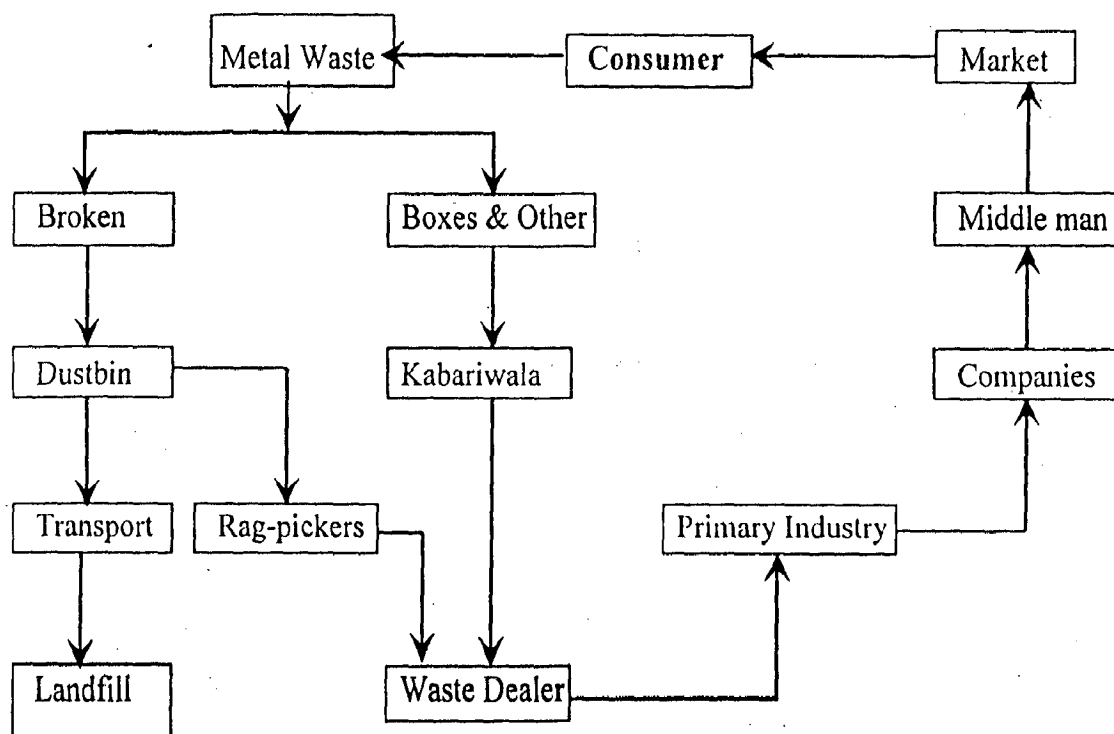 Metal Waste
Consumer
Market
Broken
Boxes & Other
Middle man
Dustbin
Kabariwala
Companies
Transport
Rag-pickers
Primary Industry
Landfill
Waste Dealer